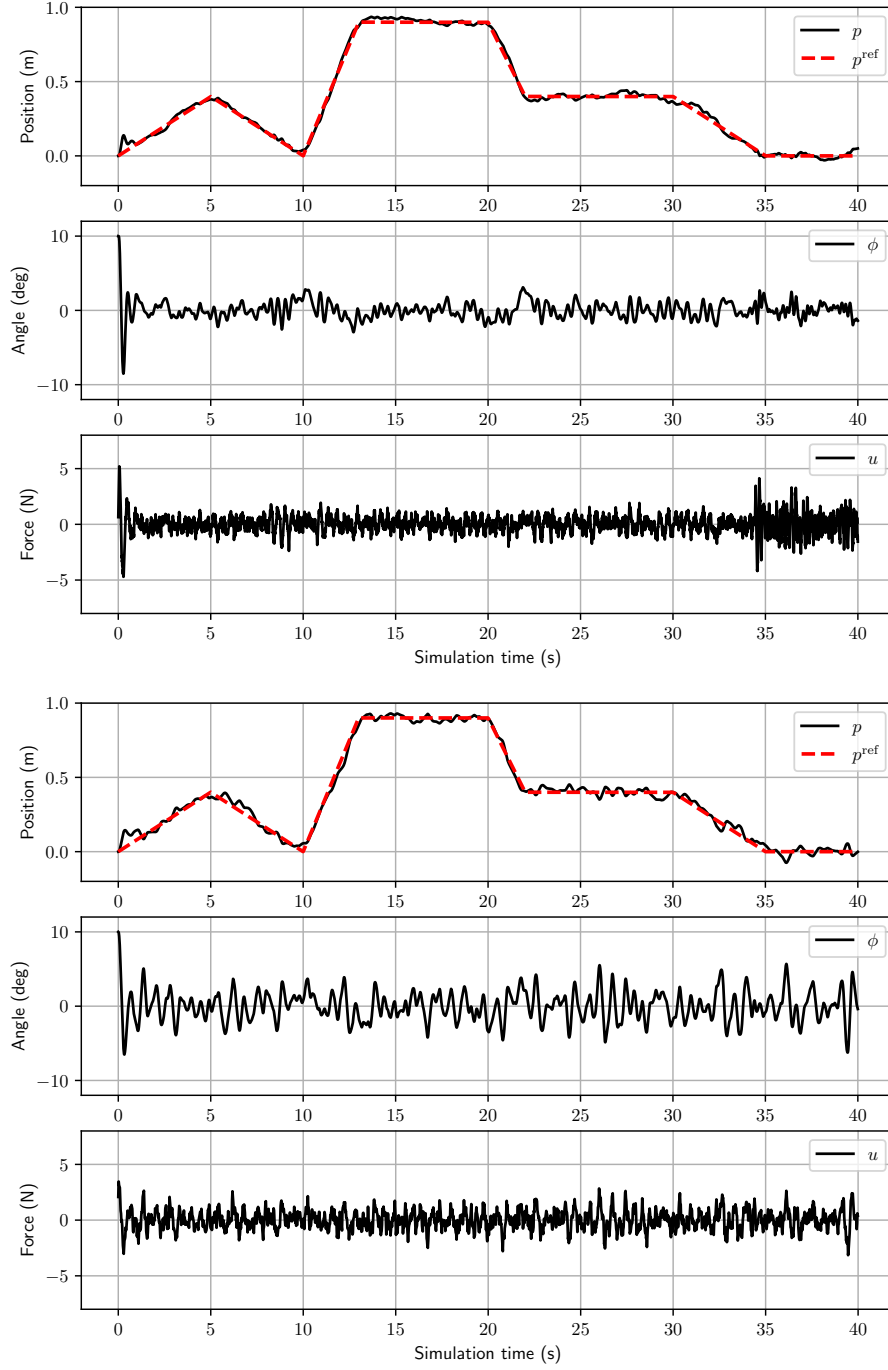 1.0
0.5
0.0
Position (m)
p
p^ref
0 5 10 15 20 25 30 35 40
10
0
−10
Angle (deg)
ϕ
0 5 10 15 20 25 30 35 40
5
0
−5
Force (N)
u
0 5 10 15 20 25 30 35 40
Simulation time (s)
1.0
0.5
0.0
Position (m)
p
p^ref
0 5 10 15 20 25 30 35 40
10
0
−10
Angle (deg)
ϕ
0 5 10 15 20 25 30 35 40
5
0
−5
Force (N)
u
0 5 10 15 20 25 30 35 40
Simulation time (s)